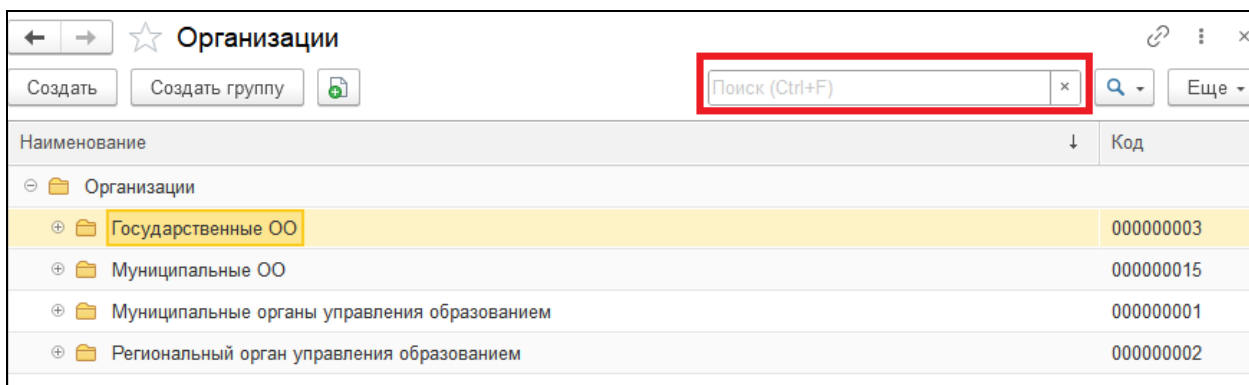 Организации
Создать Создать группу Поиск (Ctrl+F) × Еще
Наименование ↓ Код
Организации
Государственные ОО 000000003
Муниципальные ОО 000000015
Муниципальные органы управления образованием 000000001
Региональный орган управления образованием 000000002